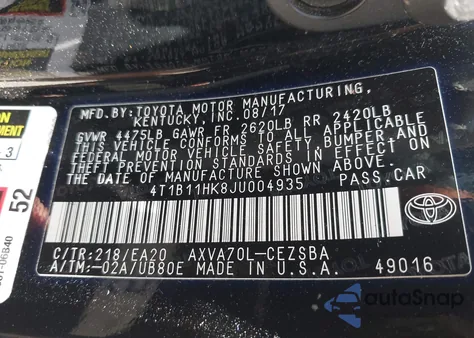 MFD.BY:TOYOTA MOTOR MANUFACTURING,
KENTUCKY, INC.08/17
GVWR 4475LB GAWR FR 2620LB RR 2420LB
THIS VEHICLE CONFORMS TO ALL APPLICABLE
FEDERAL MOTOR VEHICLE SAFETY, BUMPER, AND
THEFT PREVENTION STANDARDS IN EFFECT ON
THE DATE OF MANUFACTURE SHOWN ABOVE.
4T1B11HK8JU004935 PASS.CAR
TOYOTA
C/TR:218/EA20 AXVA70L-CEZSBA
A/TM:-02A/UB80E MADE IN U.S.A. 49016
52
06B40
autoSnap